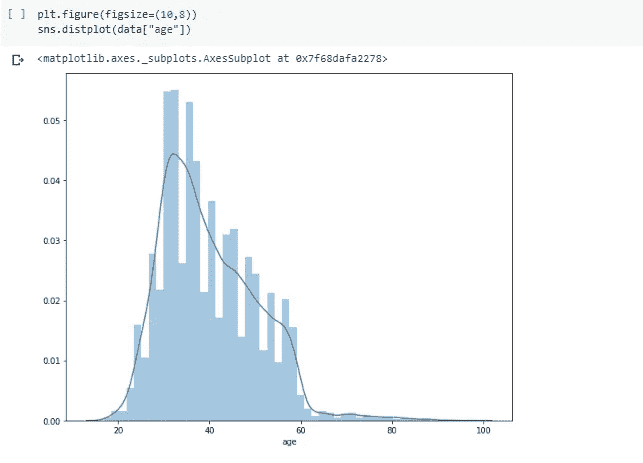 [ ] plt.figure(figsize=(10,8))
sns.distplot(data["age"])
<matplotlib.axes._subplots.AxesSubplot at 0x7f68dafa2278>
0.05
0.04
0.03
0.02
0.01
0.00
20 40 60 80 100
age